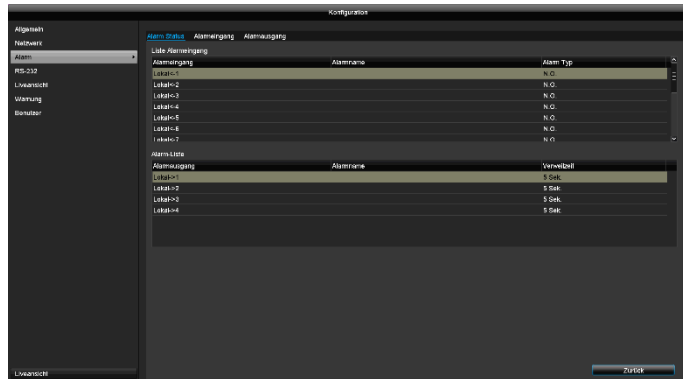 Konfiguration
Allgemein
Netzwerk
Alarm
RS-232
Liveansicht
Warnung
Benutzer
Alarm Status Alarmeingang Alarmausgang
Liste Alarmeingang
Alarmeingang Alarmname Alarm Typ
Lokal<-1 N.O.
Lokal<-2 N.O.
Lokal<-3 N.O.
Lokal<-4 N.O.
Lokal<-5 N.O.
Lokal<-6 N.O.
Lokal<-7 N.O.
Alarm-Liste
Alarmausgang Alarmname Verweilzeit
Lokal->1 5 Sek.
Lokal->2 5 Sek.
Lokal->3 5 Sek.
Lokal->4 5 Sek.
Liveansicht
Zurück